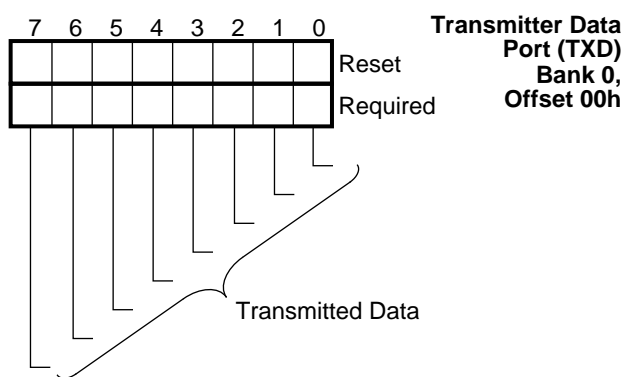 7 6 5 4 3 2 1 0
Transmitter Data
Port (TXD)
Bank 0,
Offset 00h
Reset
Required
Transmitted Data